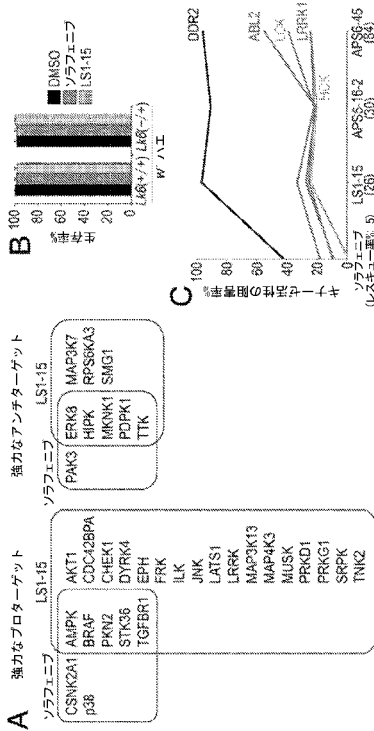 A
強力なプロターゲット
ソラフェニブ
LS1-15
CSNK2A1
p38
AMPK
BRAF
PKN2
STK36
TGFBR1
AKT1
CDC42BPA
CHEK1
DYRK4
EPH
FRK
ILK
JNK
LATS1
LRRK
MAP3K13
MAP4K3
MUSK
PRKD1
PRKG1
SRPK
TNK2
強力なアンチターゲット
ソラフェニブ
LS1-15
PAK3
ERK8
HIPK
MKNK1
PDPK1
TTK
MAP3K7
RPS6KA3
SMG1
B
生存率%
100
80
60
40
20
0
DMSO
ソラフェニブ
LS1-15
Lk6(+/+) Lk6(-/+)
ハエ
C
キナーゼ活性の阻害率%
100
80
60
40
20
0
DDR2
ABL2
LCK
LRRK1
ソラフェニブ LS1-15 APS6-16-2 APS6-45
(レスキュー率% 5) (26) (30) (84)